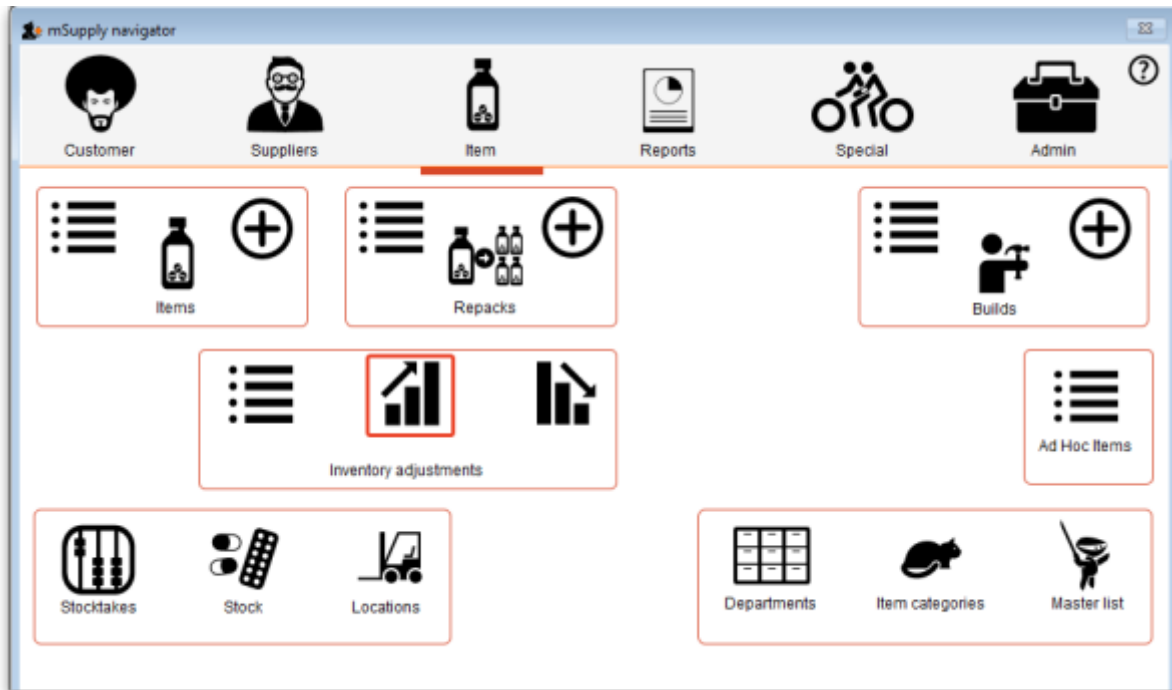 mSupply navigator
Customer
Suppliers
Item
Reports
Special
Admin
?
Items
Repacks
Builds
Inventory adjustments
Ad Hoc Items
Stocktakes
Stock
Locations
Departments
Item categories
Master list